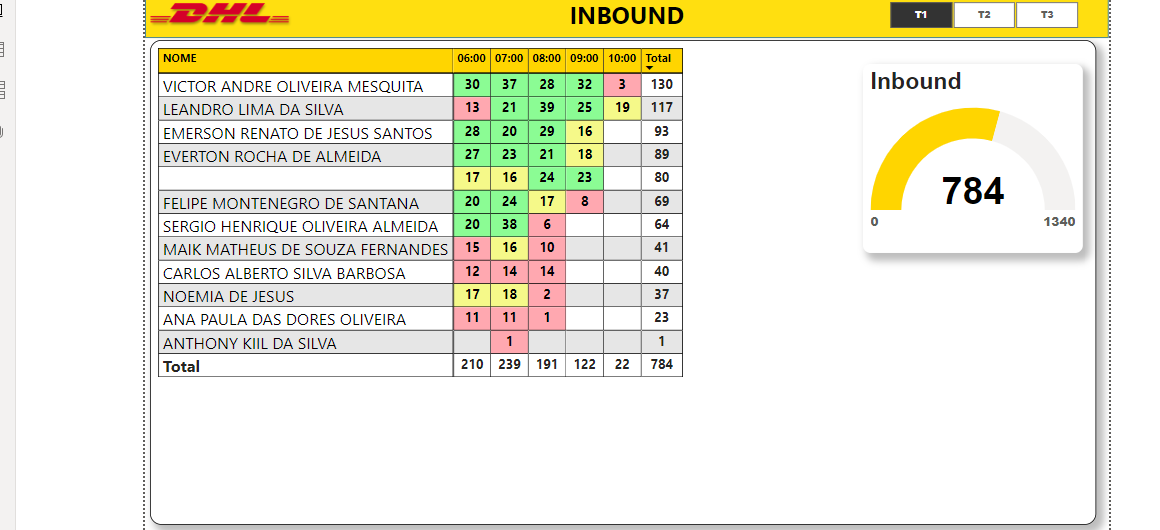 DHL INBOUND T1 T2 T3
NOME 06:00 07:00 08:00 09:00 10:00 Total
VICTOR ANDRE OLIVEIRA MESQUITA 30 37 28 32 3 130
LEANDRO LIMA DA SILVA 13 21 39 25 19 117
EMERSON RENATO DE JESUS SANTOS 28 20 29 16 93
EVERTON ROCHA DE ALMEIDA 27 23 21 18 89
17 16 24 23 80
FELIPE MONTENEGRO DE SANTANA 20 24 17 8 69
SERGIO HENRIQUE OLIVEIRA ALMEIDA 20 38 6 64
MAIK MATHEUS DE SOUZA FERNANDES 15 16 10 41
CARLOS ALBERTO SILVA BARBOSA 12 14 14 40
NOEMIA DE JESUS 17 18 2 37
ANA PAULA DAS DORES OLIVEIRA 11 11 1 23
ANTHONY KIIL DA SILVA 1 1
Total 210 239 191 122 22 784
Inbound
784
0 1340